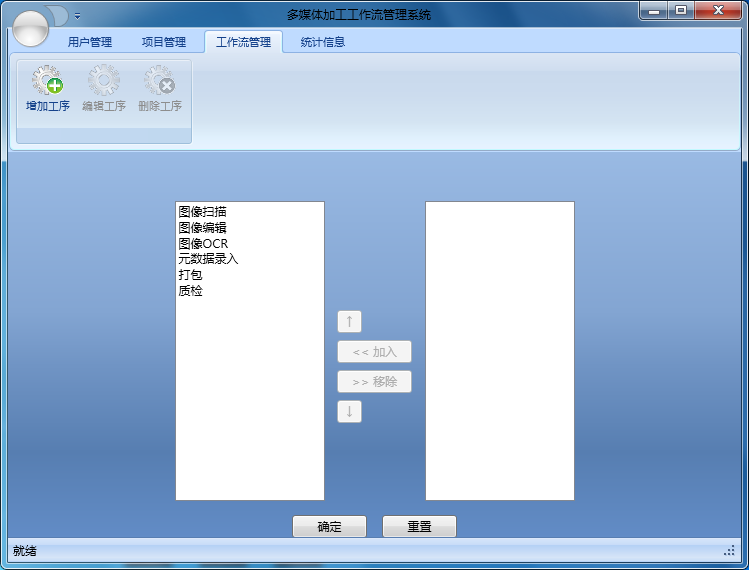 多媒体加工工作流管理系统
用户管理 项目管理 工作流管理 统计信息
增加工序 编辑工序 删除工序
图像扫描
图像编辑
图像OCR
元数据录入
打包
质检
↑
<< 加入
>> 移除
↓
确定 重置
就绪